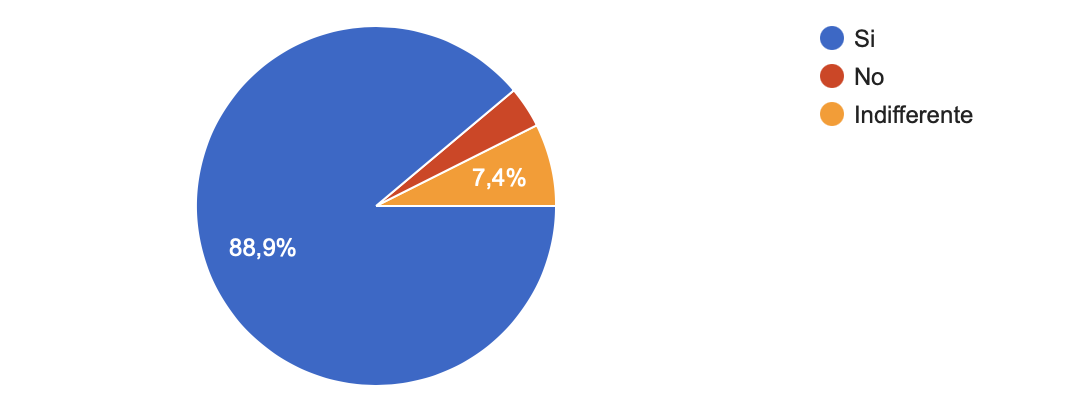 Si
No
Indifferente
7,4%
88,9%